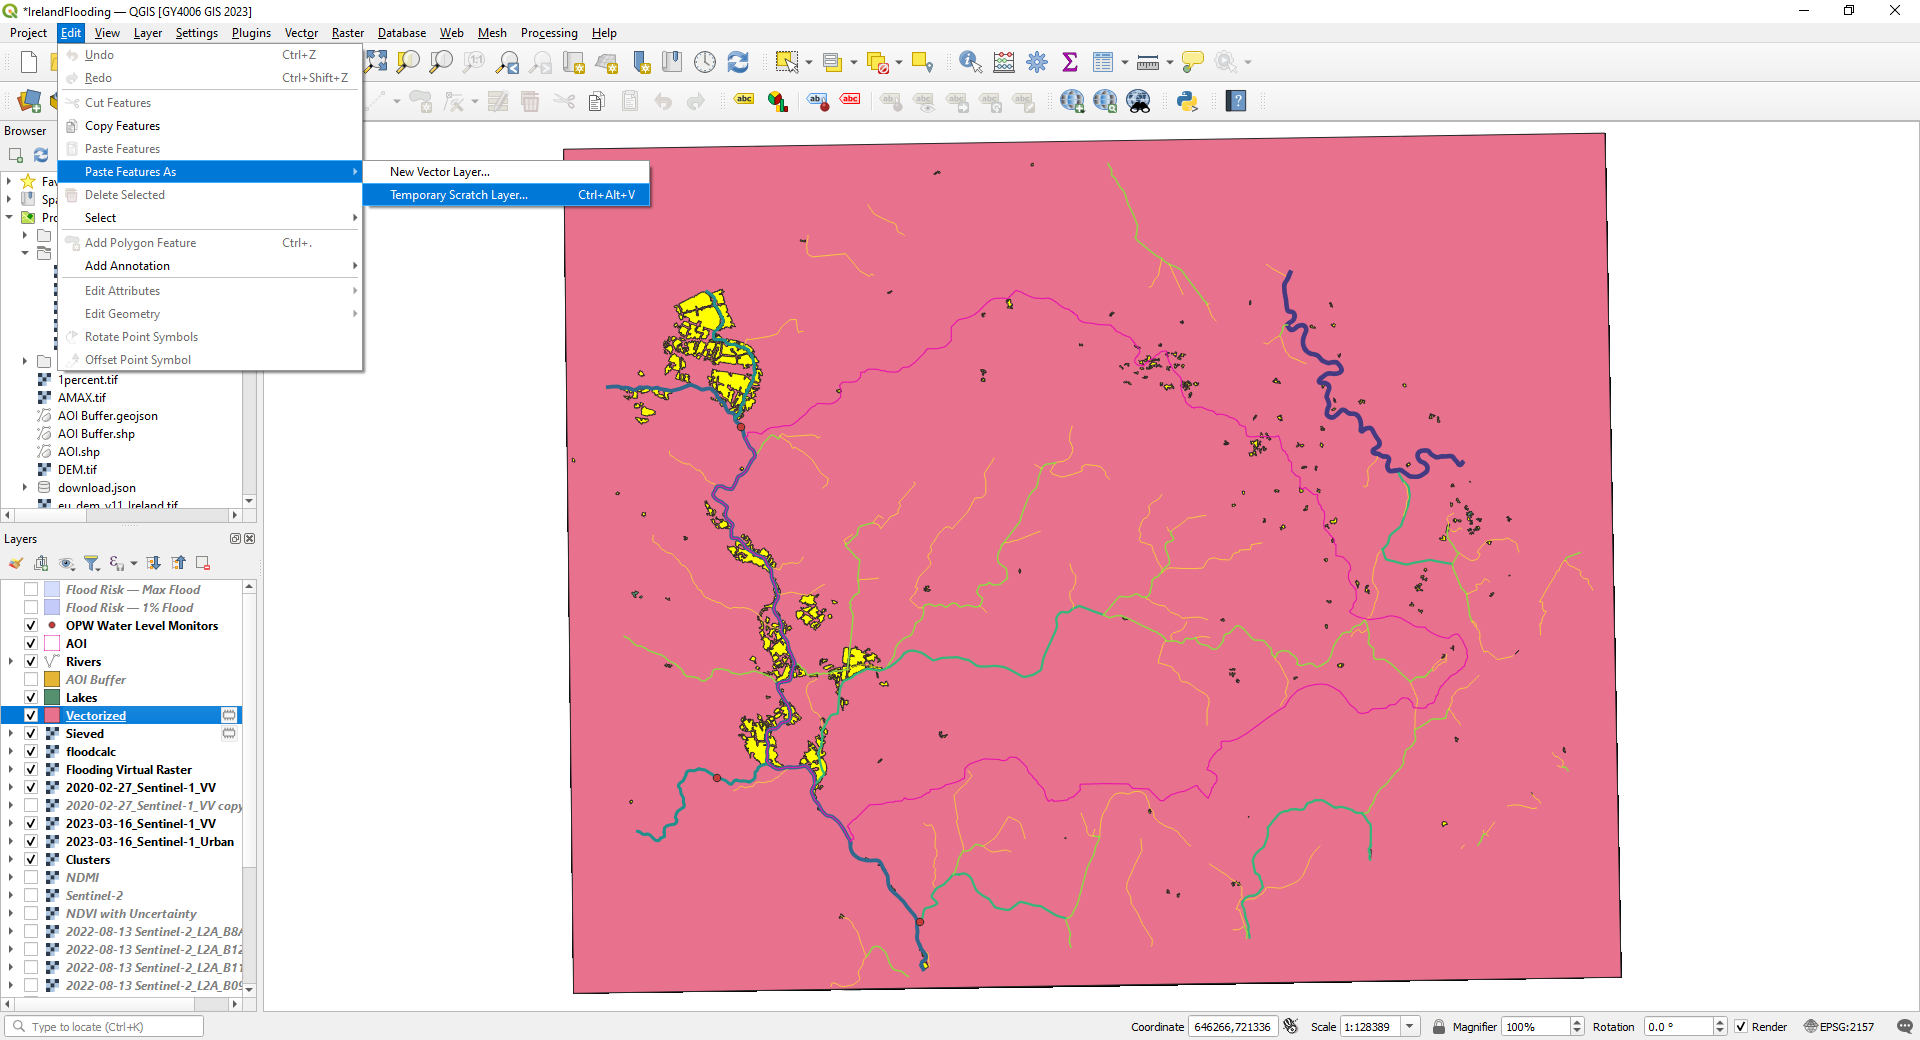 *IrelandFlooding — QGIS [GY4006 GIS 2023]
Project Edit View Layer Settings Plugins Vector Raster Database Web Mesh Processing Help
Undo Ctrl+Z
Redo Ctrl+Shift+Z
Cut Features
Copy Features
Paste Features
Paste Features As
Delete Selected
Select
Add Polygon Feature Ctrl+.
Add Annotation
Edit Attributes
Edit Geometry
Rotate Point Symbols
Offset Point Symbol
New Vector Layer...
Temporary Scratch Layer... Ctrl+Alt+V
abc
abc
ab
abc
Browser
Fav
Spa
Pro
1percent.tif
AMAX.tif
AOI Buffer.geojson
AOI Buffer.shp
AOI.shp
DEM.tif
download.json
eu_dem_v11_Ireland.tif
Layers
Flood Risk — Max Flood
Flood Risk — 1% Flood
OPW Water Level Monitors
AOI
Rivers
AOI Buffer
Lakes
Vectorized
Sieved
floodcalc
Flooding Virtual Raster
2020-02-27_Sentinel-1_VV
2020-02-27_Sentinel-1_VV copy
2023-03-16_Sentinel-1_VV
2023-03-16_Sentinel-1_Urban
Clusters
NDMI
Sentinel-2
NDVI with Uncertainty
2022-08-13 Sentinel-2_L2A_B8A
2022-08-13 Sentinel-2_L2A_B12
2022-08-13 Sentinel-2_L2A_B11
2022-08-13 Sentinel-2_L2A_B09
Type to locate (Ctrl+K)
Coordinate 646266,721336 Scale 1:128389 Magnifier 100% Rotation 0.0 ° Render EPSG:2157